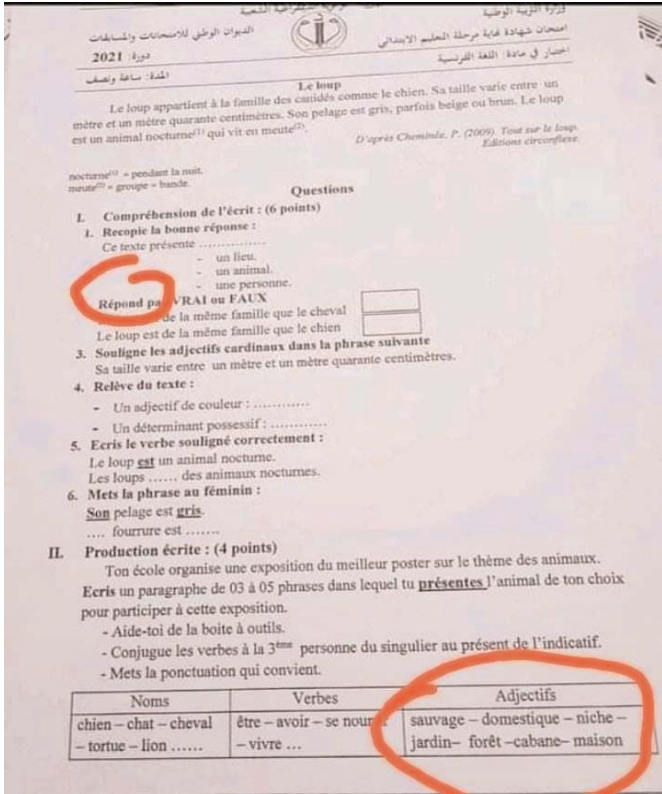 وزارة التربية الوطنية
الديوان الوطني للامتحانات والمسابقات
امتحان شهادة نهاية مرحلة التعليم الابتدائي
دورة: 2021
اختبار في مادة: اللغة الفرنسية
المدة: ساعة ونصف
Le loup
Le loup appartient à la famille des canidés comme le chien. Sa taille varie entre un
mètre et un mètre quarante centimètres. Son pelage est gris, parfois beige ou brun. Le loup
est un animal nocturne(1) qui vit en meute(2).
D'après Cheminée, P. (2009). Tout sur le loup.
Editions circonflexe.
nocturne(1) = pendant la nuit.
meute(2) = groupe = bande.
Questions
I. Compréhension de l'écrit : (6 points)
1. Recopie la bonne réponse :
Ce texte présente ...............
- un lieu.
- un animal.
- une personne.
Répond pa VRAI ou FAUX
de la même famille que le cheval
Le loup est de la même famille que le chien
3. Souligne les adjectifs cardinaux dans la phrase suivante
Sa taille varie entre un mètre et un mètre quarante centimètres.
4. Relève du texte :
- Un adjectif de couleur : ............
- Un déterminant possessif : ............
5. Ecris le verbe souligné correctement :
Le loup est un animal nocturne.
Les loups ...... des animaux nocturnes.
6. Mets la phrase au féminin :
Son pelage est gris.
.... fourrure est .......
II. Production écrite : (4 points)
Ton école organise une exposition du meilleur poster sur le thème des animaux.
Ecris un paragraphe de 03 à 05 phrases dans lequel tu présentes l'animal de ton choix
pour participer à cette exposition.
- Aide-toi de la boite à outils.
- Conjugue les verbes à la 3ème personne du singulier au présent de l'indicatif.
- Mets la ponctuation qui convient.
Noms Verbes Adjectifs
chien – chat – cheval être – avoir – se nour sauvage – domestique – niche –
– tortue – lion ...... – vivre ... jardin– forêt –cabane– maison